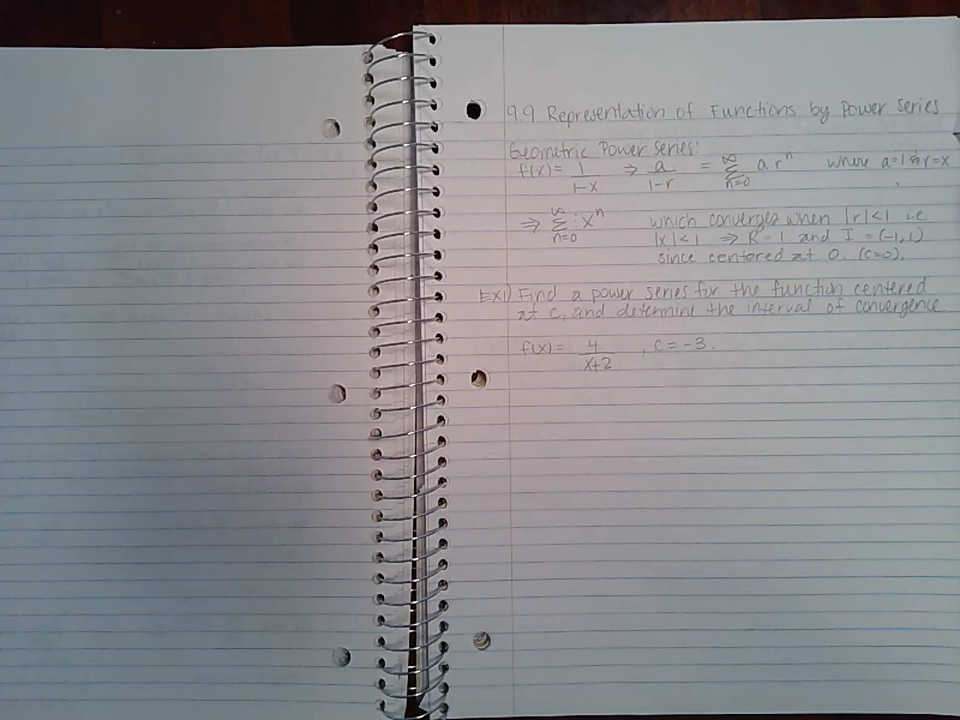 9.9 Representation of Functions by Power Series
Geometric Power Series:
f(x) = 1/(1-x) ⇒ a/(1-r) = ∞ Σ n=0 a r^n where a=1 & r=x
⇒ ∞ Σ n=0 x^n which converges when |r|<1 i.e
|x|<1 ⇒ R=1 and I = (-1,1)
since centered at 0. (c=0).
EX1) Find a power series for the function centered
at c, and determine the interval of convergence.
f(x) = 4/(x+2) , c = -3.